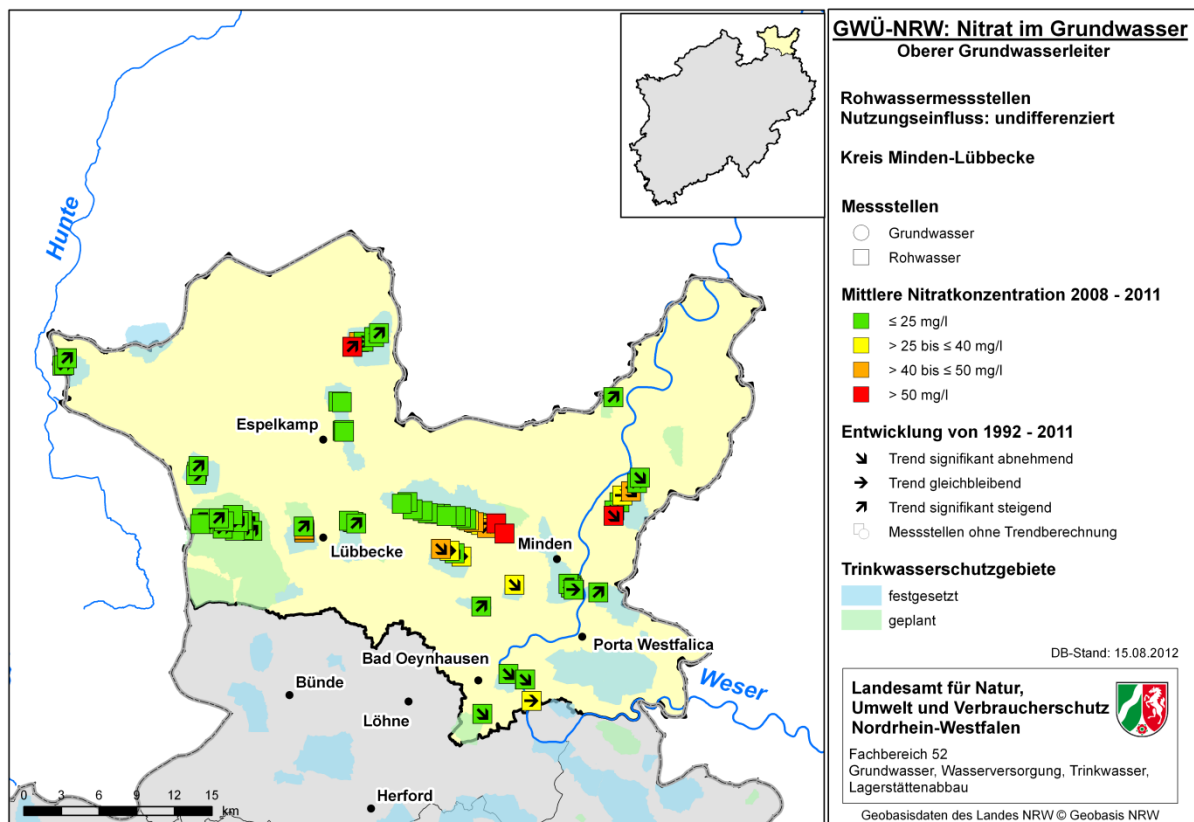 Hunte
Espelkamp
Lübbecke
Minden
Porta Westfalica
Bad Oeynhausen
Bünde
Löhne
Herford
Weser
0 3 6 9 12 15
km
GWÜ-NRW: Nitrat im Grundwasser
Oberer Grundwasserleiter
Rohwassermessstellen
Nutzungseinfluss: undifferenziert
Kreis Minden-Lübbecke
Messstellen
Grundwasser
Rohwasser
Mittlere Nitratkonzentration 2008 - 2011
≤ 25 mg/l
> 25 bis ≤ 40 mg/l
> 40 bis ≤ 50 mg/l
> 50 mg/l
Entwicklung von 1992 - 2011
Trend signifikant abnehmend
Trend gleichbleibend
Trend signifikant steigend
Messstellen ohne Trendberechnung
Trinkwasserschutzgebiete
festgesetzt
geplant
DB-Stand: 15.08.2012
Landesamt für Natur,
Umwelt und Verbraucherschutz
Nordrhein-Westfalen
Fachbereich 52
Grundwasser, Wasserversorgung, Trinkwasser,
Lagerstättenabbau
Geobasisdaten des Landes NRW © Geobasis NRW